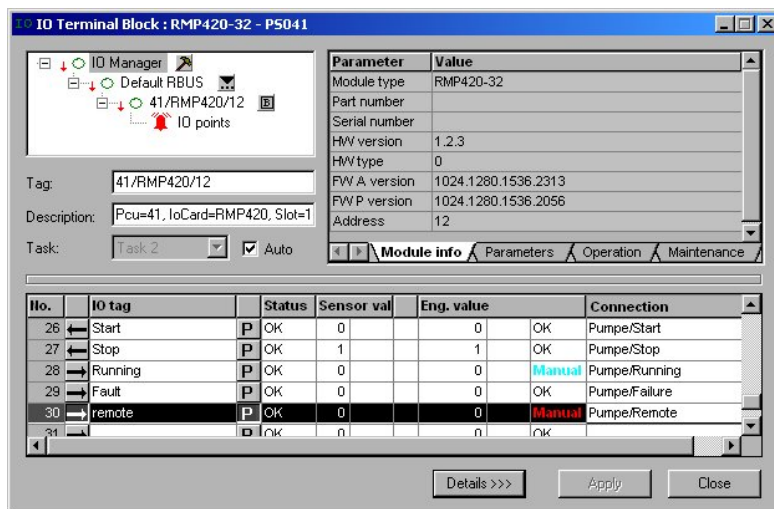 IO Terminal Block : RMP420-32 - PS041
IO Manager
Default RBUS
41/RMP420/12
IO points
Tag: 41/RMP420/12
Description: Pcu=41, IoCard=RMP420, Slot=1
Task: Task 2 Auto
Parameter Value
Module type RMP420-32
Part number
Serial number
HW version 1.2.3
HW type 0
FW A version 1024.1280.1536.2313
FW P version 1024.1280.1536.2056
Address 12
Module info Parameters Operation Maintenance
No. IO tag Status Sensor val Eng. value Connection
26 Start P OK 0 0 OK Pumpe/Start
27 Stop P OK 1 1 OK Pumpe/Stop
28 Running P OK 0 0 Manual Pumpe/Running
29 Fault P OK 0 0 OK Pumpe/Failure
30 remote P OK 0 0 Manual Pumpe/Remote
31 P OK 0 0 OK
Details >>> Apply Close